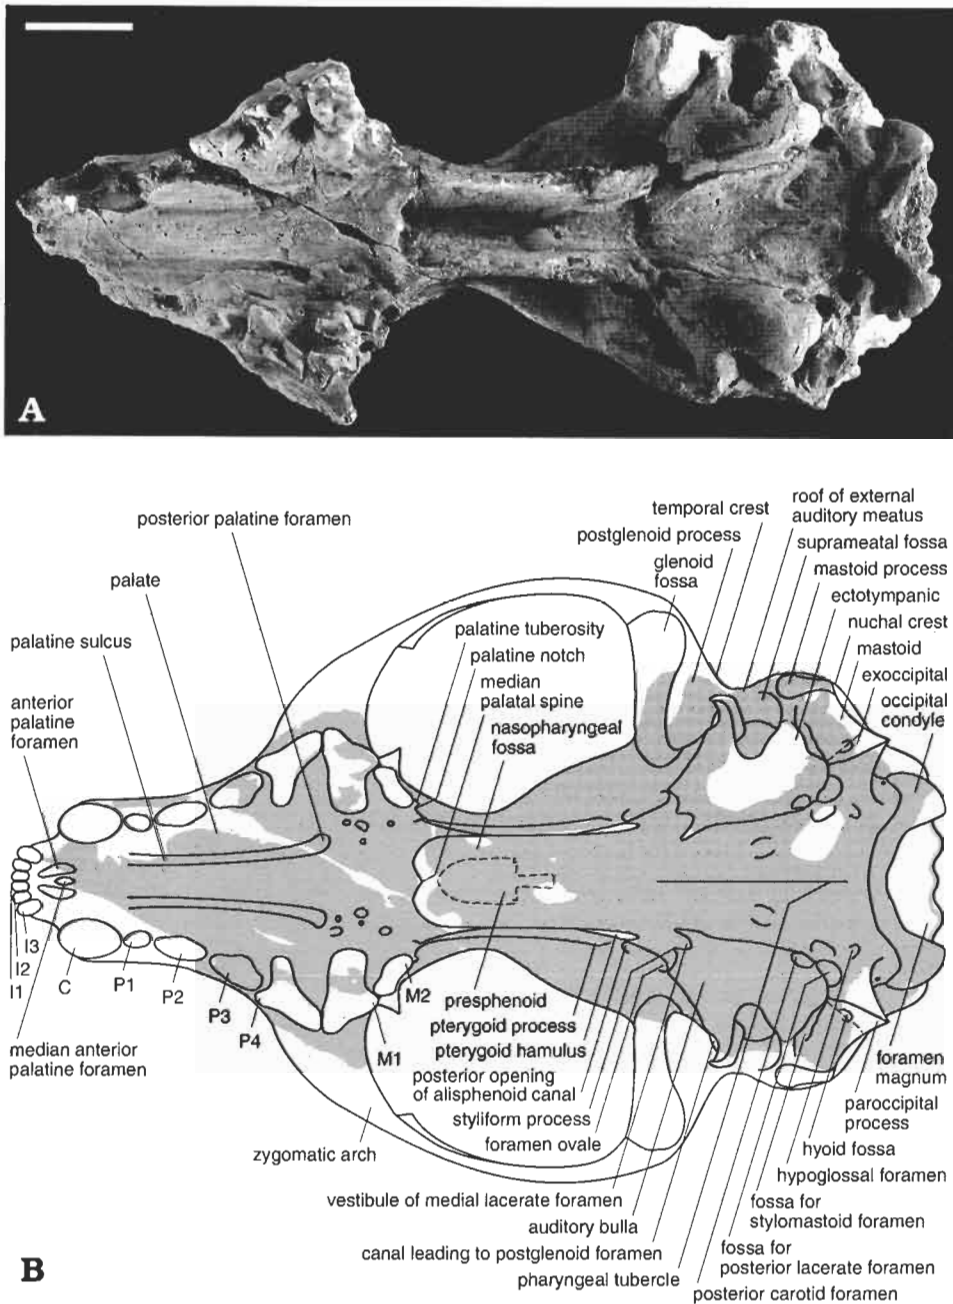 A
posterior palatine foramen
palate
palatine sulcus
anterior
palatine
foramen
temporal crest
postglenoid process
glenoid
fossa
roof of external
auditory meatus
suprameatal fossa
mastoid process
ectotympanic
nuchal crest
mastoid
exoccipital
occipital
condyle
palatine tuberosity
palatine notch
median
palatal spine
nasopharyngeal
fossa
I3
I2
I1
C
P1
P2
P3
P4
M2
M1
median anterior
palatine foramen
zygomatic arch
presphenoid
pterygoid process
pterygoid hamulus
posterior opening
of alisphenoid canal
styliform process
foramen ovale
vestibule of medial lacerate foramen
auditory bulla
canal leading to postglenoid foramen
pharyngeal tubercle
foramen
magnum
paroccipital
process
hyoid fossa
hypoglossal foramen
fossa for
stylomastoid foramen
fossa for
posterior lacerate foramen
posterior carotid foramen
B